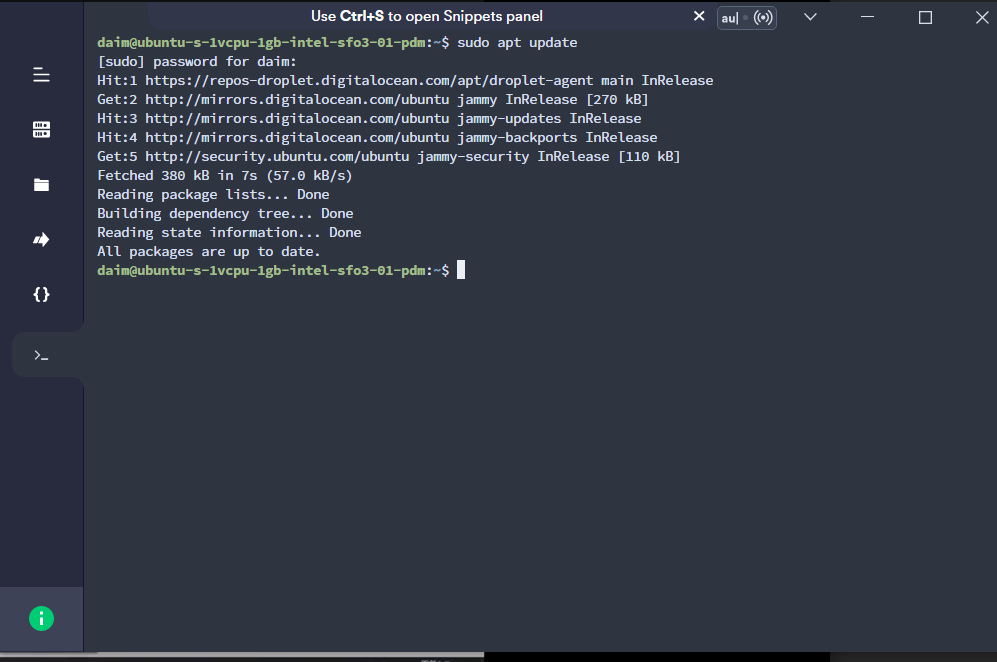 Use Ctrl+S to open Snippets panel
au|
daim@ubuntu-s-1vcpu-1gb-intel-sfo3-01-pdm:~$ sudo apt update
[sudo] password for daim:
Hit:1 https://repos-droplet.digitalocean.com/apt/droplet-agent main InRelease
Get:2 http://mirrors.digitalocean.com/ubuntu jammy InRelease [270 kB]
Hit:3 http://mirrors.digitalocean.com/ubuntu jammy-updates InRelease
Hit:4 http://mirrors.digitalocean.com/ubuntu jammy-backports InRelease
Get:5 http://security.ubuntu.com/ubuntu jammy-security InRelease [110 kB]
Fetched 380 kB in 7s (57.0 kB/s)
Reading package lists... Done
Building dependency tree... Done
Reading state information... Done
All packages are up to date.
daim@ubuntu-s-1vcpu-1gb-intel-sfo3-01-pdm:~$